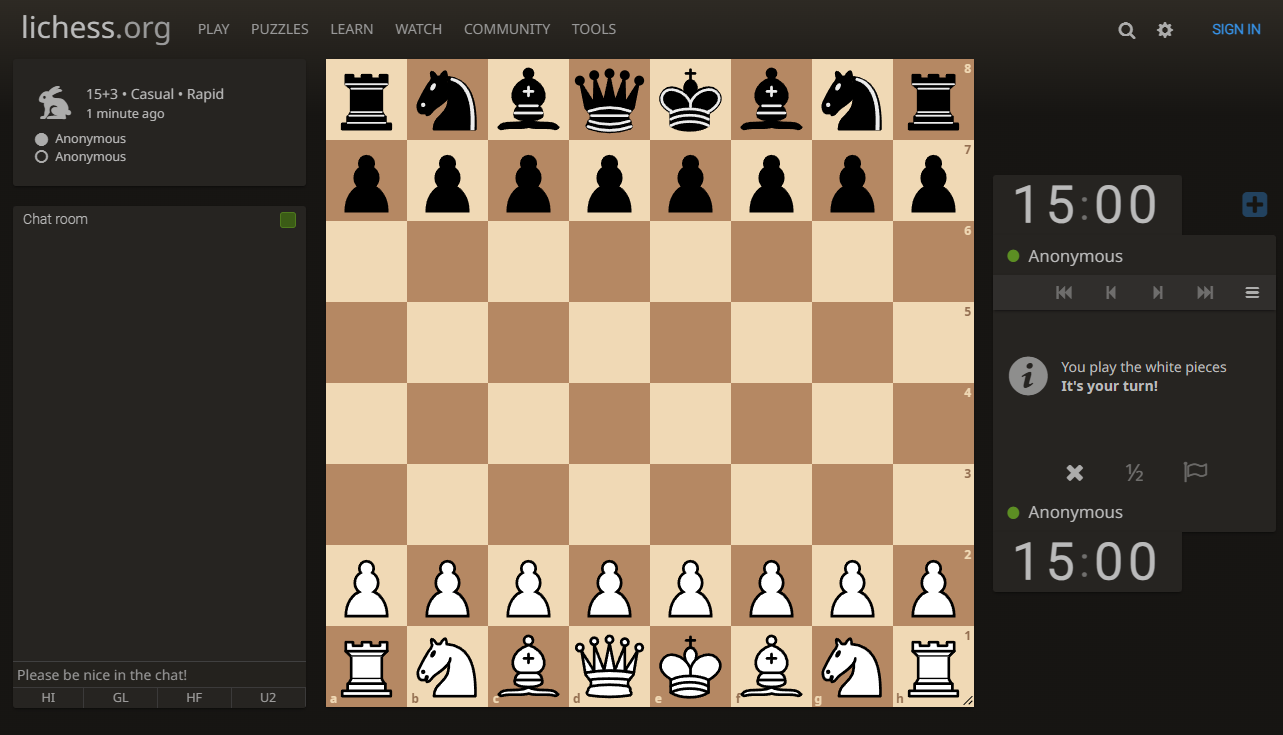 lichess.org PLAY PUZZLES LEARN WATCH COMMUNITY TOOLS SIGN IN
15+3 • Casual • Rapid
1 minute ago
Anonymous
Anonymous
Chat room
Please be nice in the chat!
HI GL HF U2
8
7
6
5
4
3
2
1
a b c d e f g h
15:00
Anonymous
You play the white pieces
It's your turn!
½
Anonymous
15:00